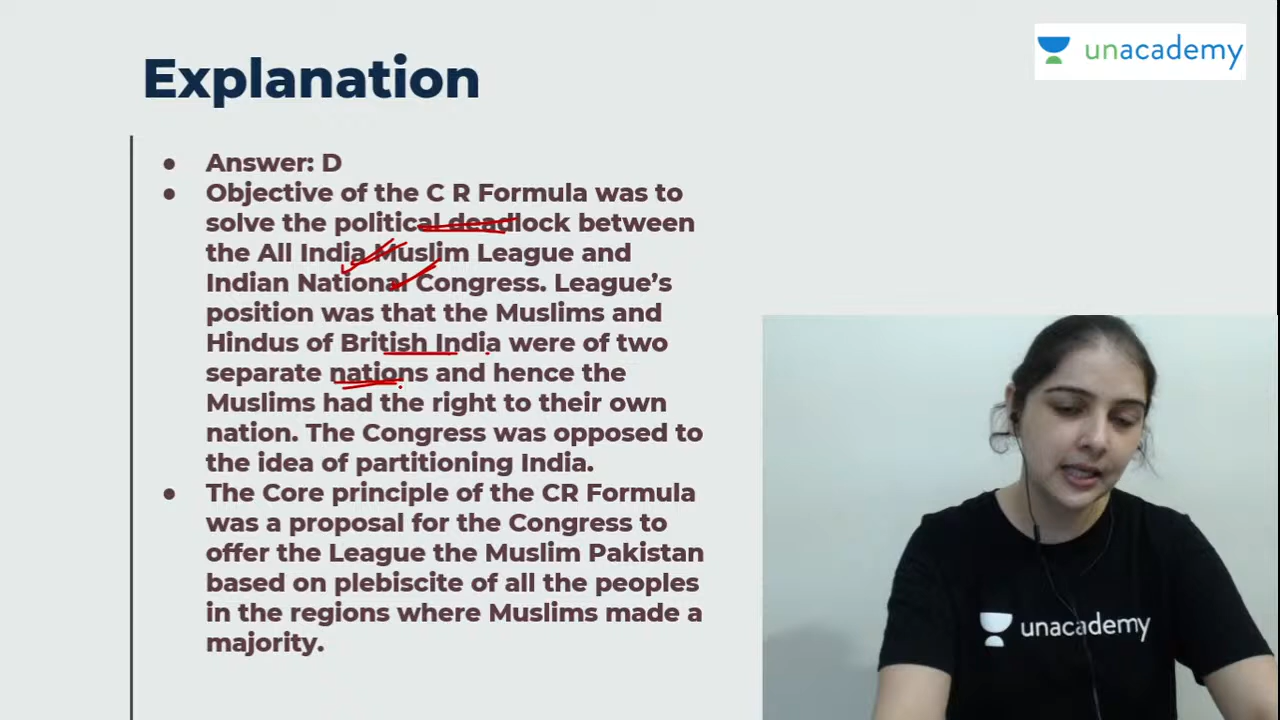 unacademy
Explanation
● Answer: D
● Objective of the C R Formula was to
solve the political deadlock between
the All India Muslim League and
Indian National Congress. League’s
position was that the Muslims and
Hindus of British India were of two
separate nations and hence the
Muslims had the right to their own
nation. The Congress was opposed to
the idea of partitioning India.
● The Core principle of the CR Formula
was a proposal for the Congress to
offer the League the Muslim Pakistan
based on plebiscite of all the peoples
in the regions where Muslims made a
majority.
unacademy